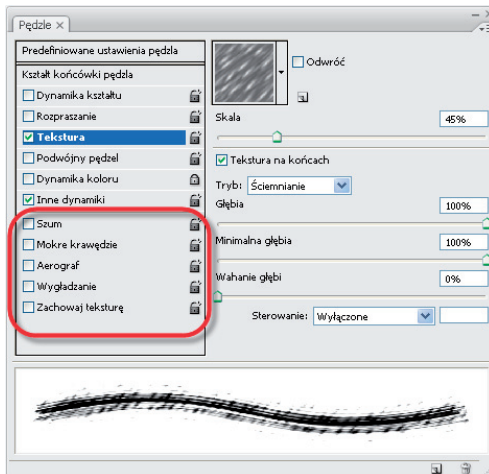 Pędzle ×
Predefiniowane ustawienia pędzla
Kształt końcówki pędzla
Dynamika kształtu
Rozpraszanie
Tekstura
Podwójny pędzel
Dynamika koloru
Inne dynamiki
Szum
Mokre krawędzie
Aerograf
Wygładzanie
Zachowaj teksturę
Odwróć
Skala 45%
Tekstura na końcach
Tryb: Ściemnianie
Głębia 100%
Minimalna głębia 100%
Wahanie głębi 0%
Sterowanie: Wyłączone